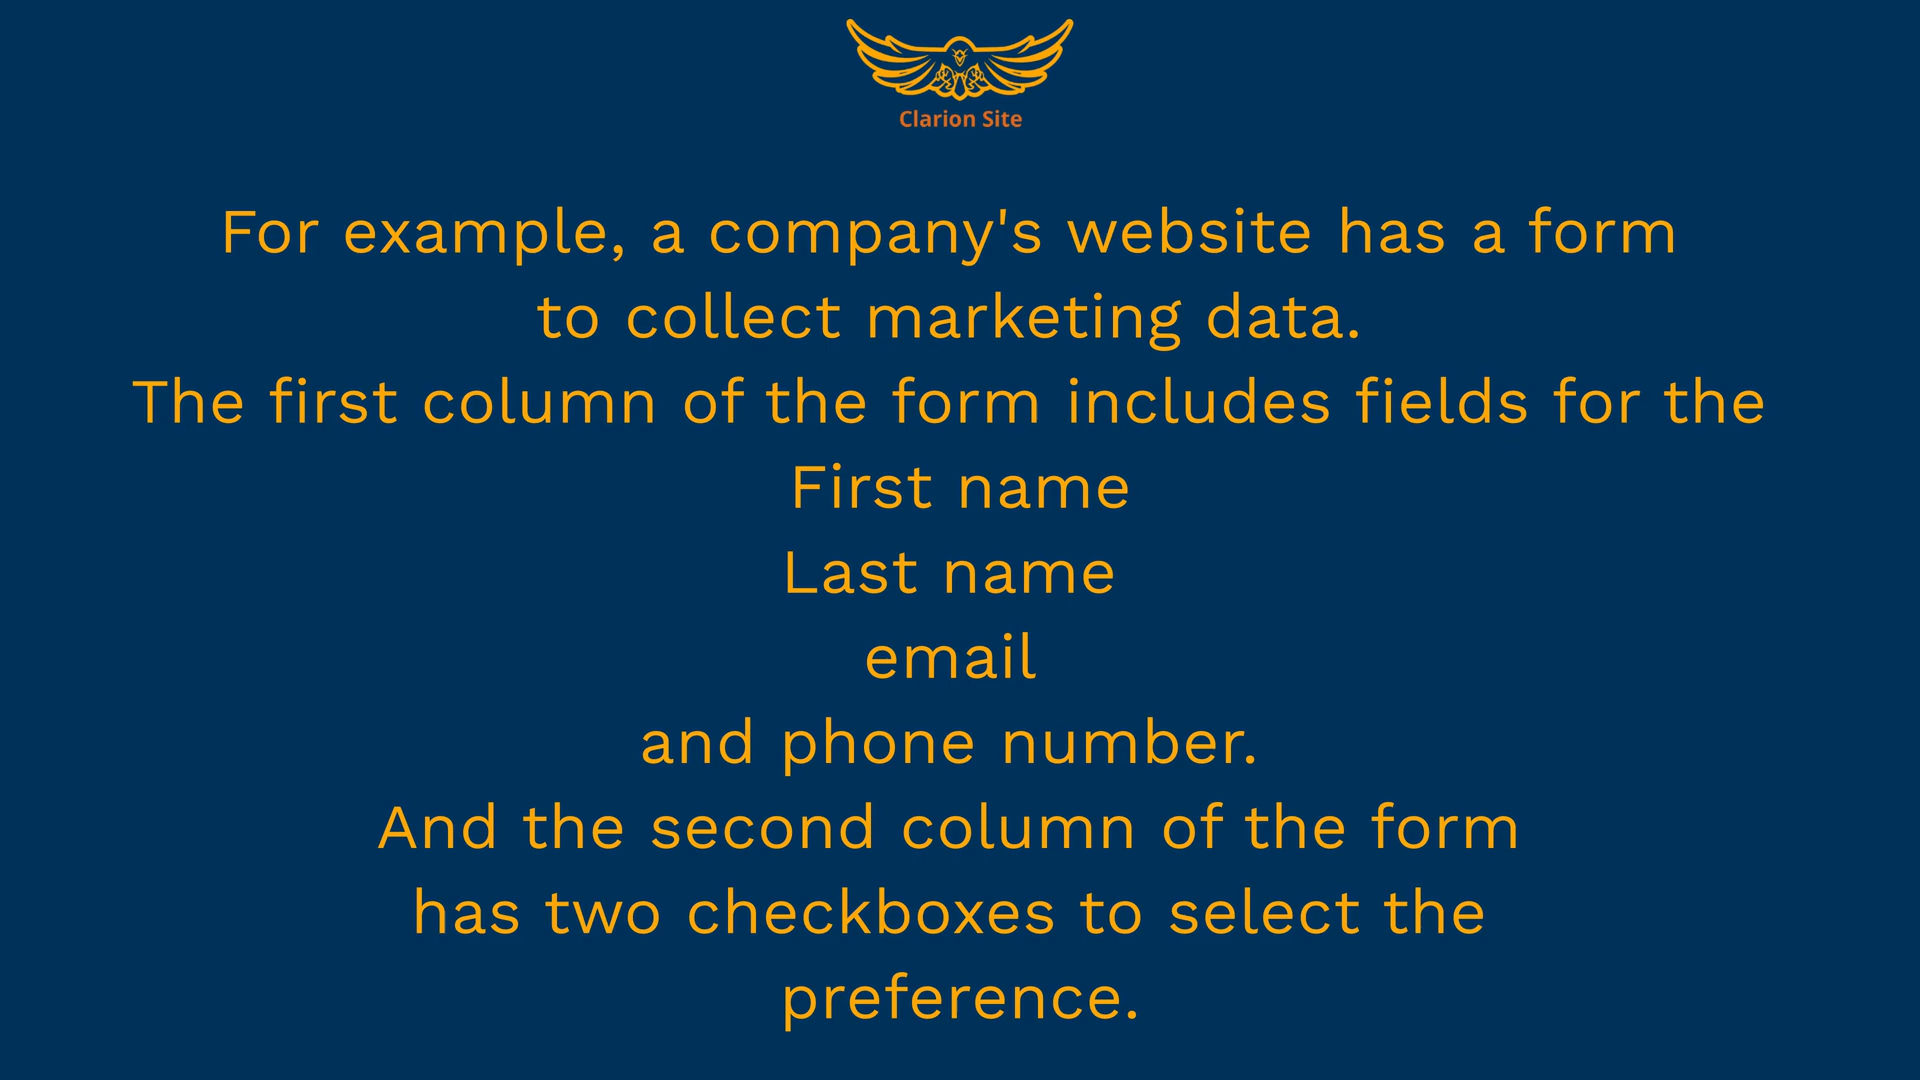 Clarion Site
For example, a company's website has a form
to collect marketing data.
The first column of the form includes fields for the
First name
Last name
email
and phone number.
And the second column of the form
has two checkboxes to select the
preference.